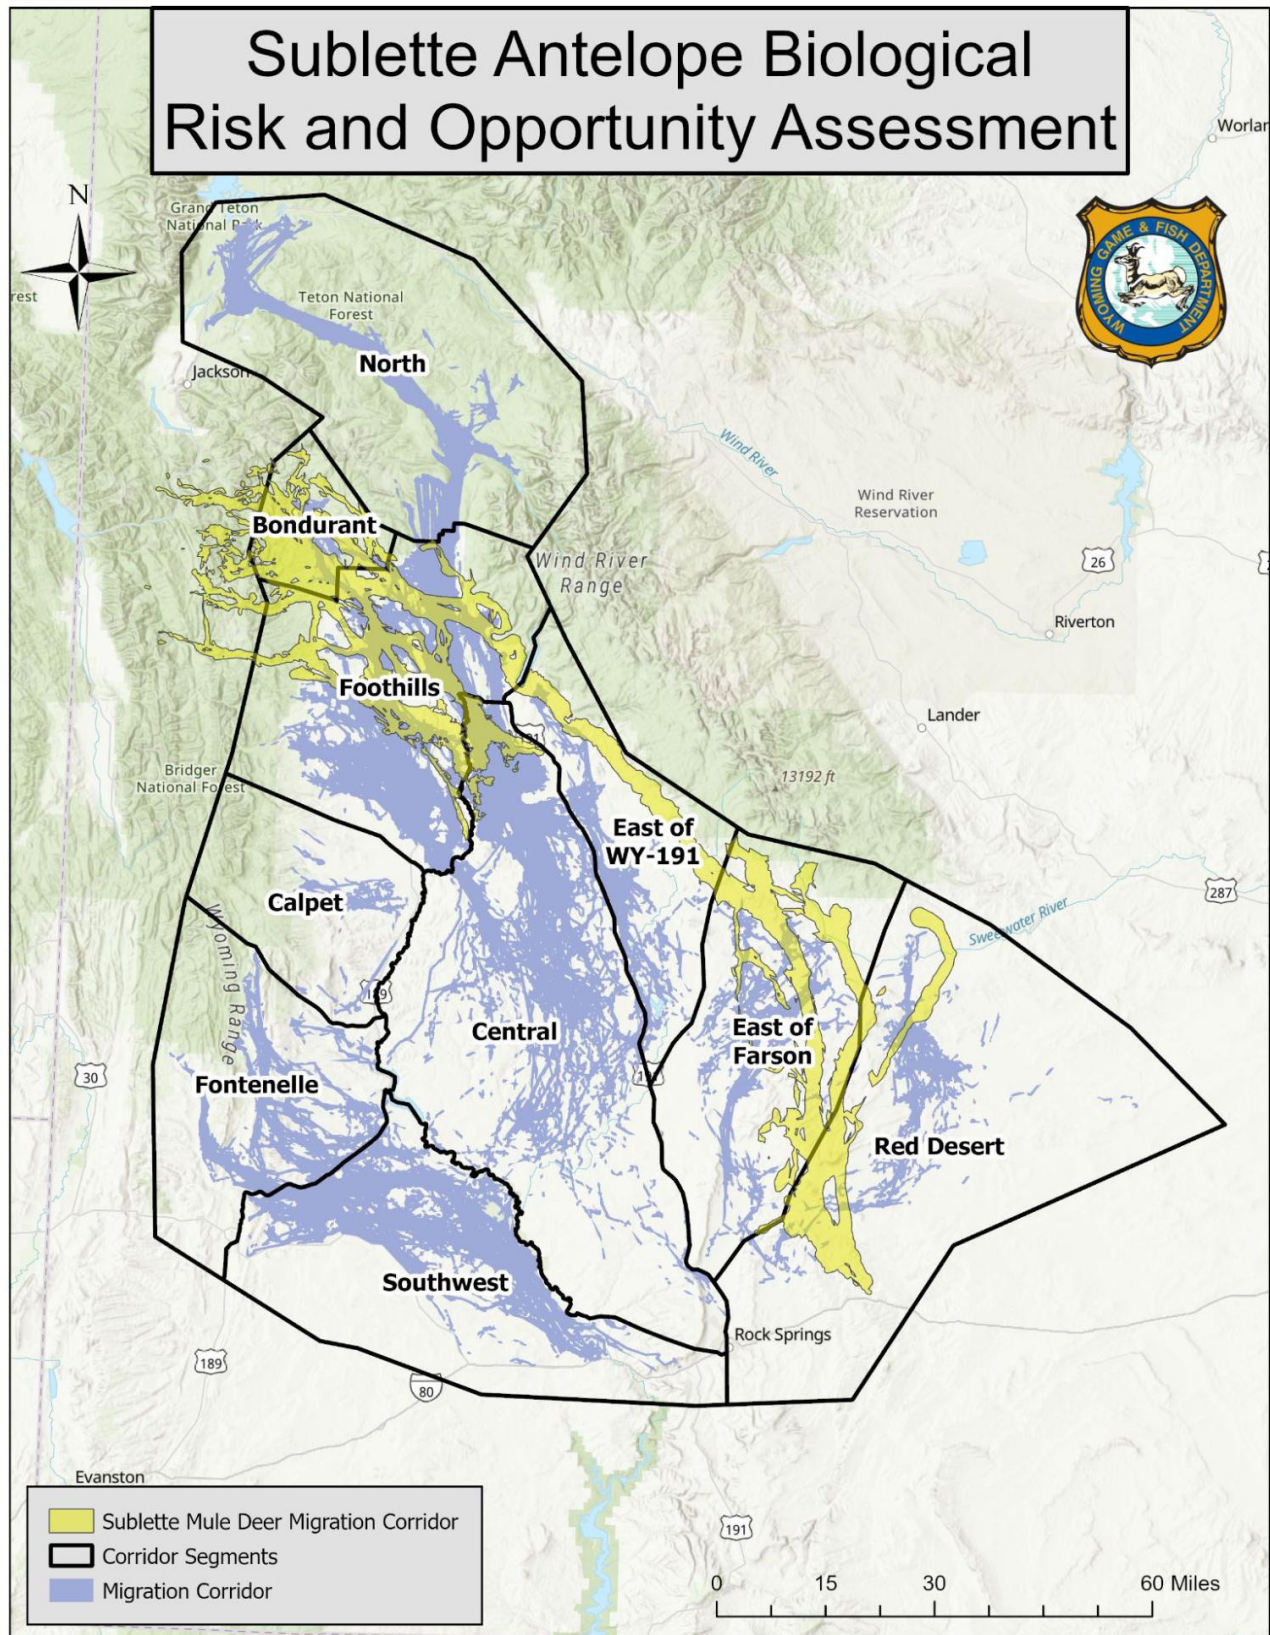 Sublette Antelope Biological
Risk and Opportunity Assessment
Worlan
N
Grand Teton
National Park
WYOMING GAME & FISH DEPARTMENT
rest
Teton National
Forest
North
Jackson
Wind River
Wind River
Reservation
Bondurant
Wind River
Range
26
Riverton
Foothills
Lander
191
Bridger
National Forest
13192 ft
East of
WY-191
287
Calpet
Sweetwater River
Wyoming
Range
189
Central
East of
Farson
30
191
Fontenelle
Red Desert
Southwest
Rock Springs
189
80
Evanston
Sublette Mule Deer Migration Corridor
Corridor Segments
Migration Corridor
191
0 15 30 60 Miles